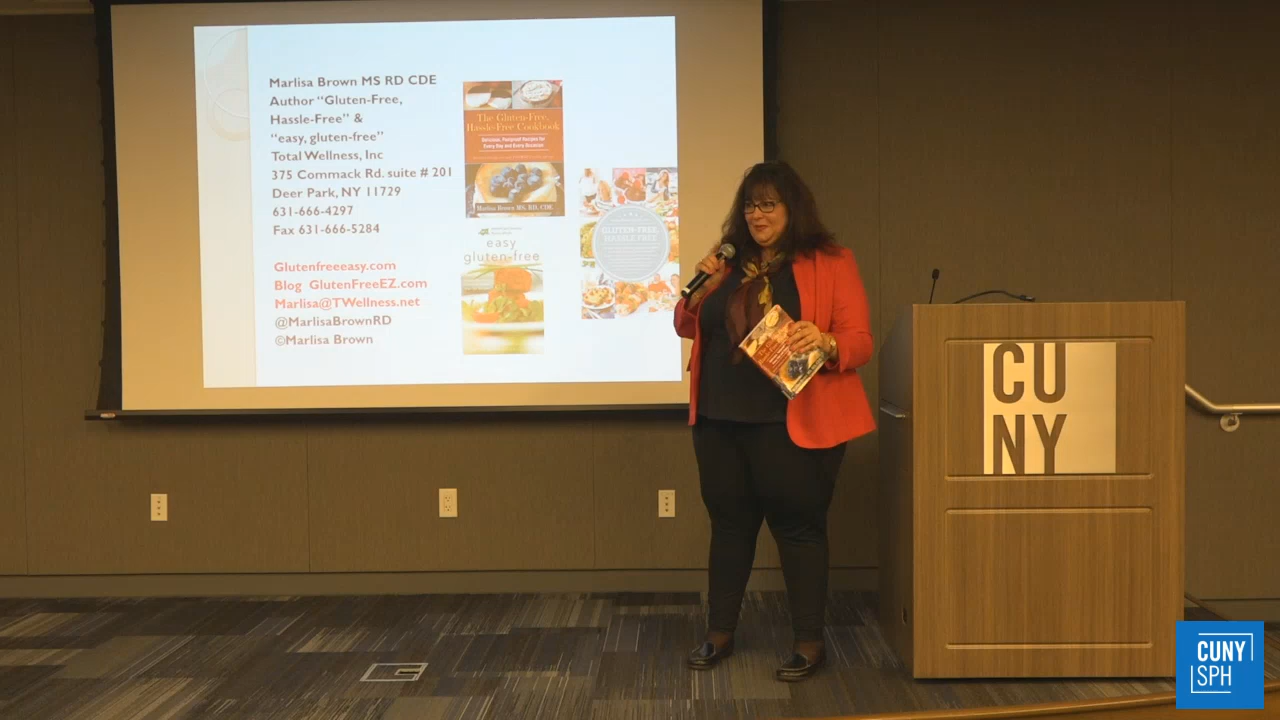 Marlisa Brown MS RD CDE
Author “Gluten-Free,
Hassle-Free” &
“easy, gluten-free”
Total Wellness, Inc
375 Commack Rd. suite # 201
Deer Park, NY 11729
631-666-4297
Fax 631-666-5284
Glutenfreeeasy.com
Blog GlutenFreeEZ.com
Marlisa@TWellness.net
@MarlisaBrownRD
©Marlisa Brown
The Gluten-Free,
Hassle-Free Cookbook
Marlisa Brown MS, RD, CDE
easy
gluten-free
GLUTEN-FREE,
HASSLE FREE
CU
NY
CUNY
SPH